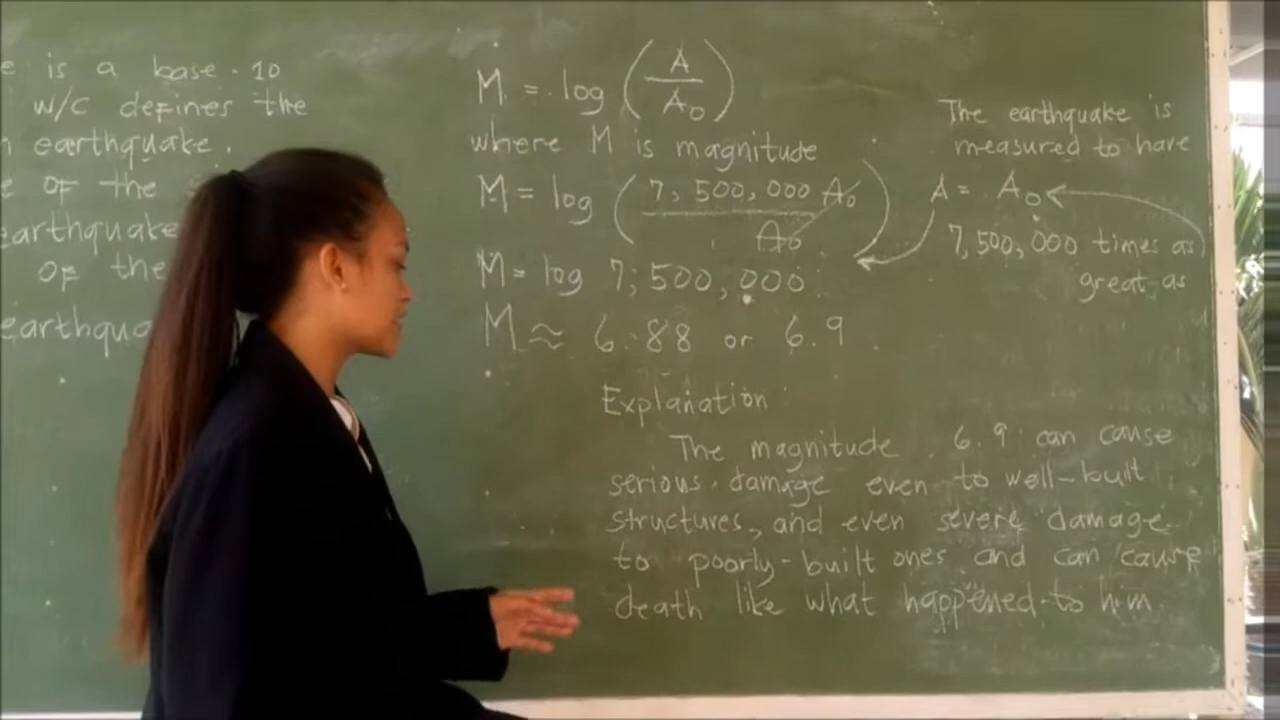 e is a base-10
w/c defines the
n earthquake.
e of the
earthquake
of the
earthqua
M = log (A/A₀)
where M is magnitude
M = log (7,500,000 A₀/A₀)
M = log 7,500,000
M ≈ 6.88 or 6.9
The earthquake is
measured to have
A = A₀
7,500,000 times as
great as
Explanation:
The magnitude 6.9 can cause
serious damage even to well-built
structures, and even severe damage
to poorly-built ones and can cause
death like what happened to him.